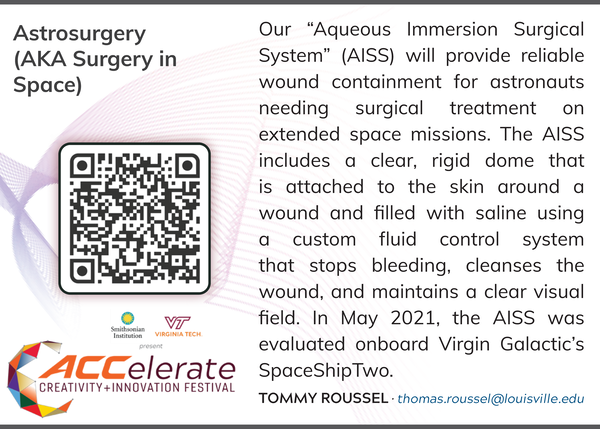 Astrosurgery
(AKA Surgery in
Space)
Our “Aqueous Immersion Surgical
System” (AISS) will provide reliable
wound containment for astronauts
needing surgical treatment on
extended space missions. The AISS
includes a clear, rigid dome that
is attached to the skin around a
wound and filled with saline using
a custom fluid control system
that stops bleeding, cleanses the
wound, and maintains a clear visual
field. In May 2021, the AISS was
evaluated onboard Virgin Galactic’s
SpaceShipTwo.
TOMMY ROUSSEL · thomas.roussel@louisville.edu
Smithsonian
Institution
VT
VIRGINIA TECH
present
ACCelerate
CREATIVITY+INNOVATION FESTIVAL